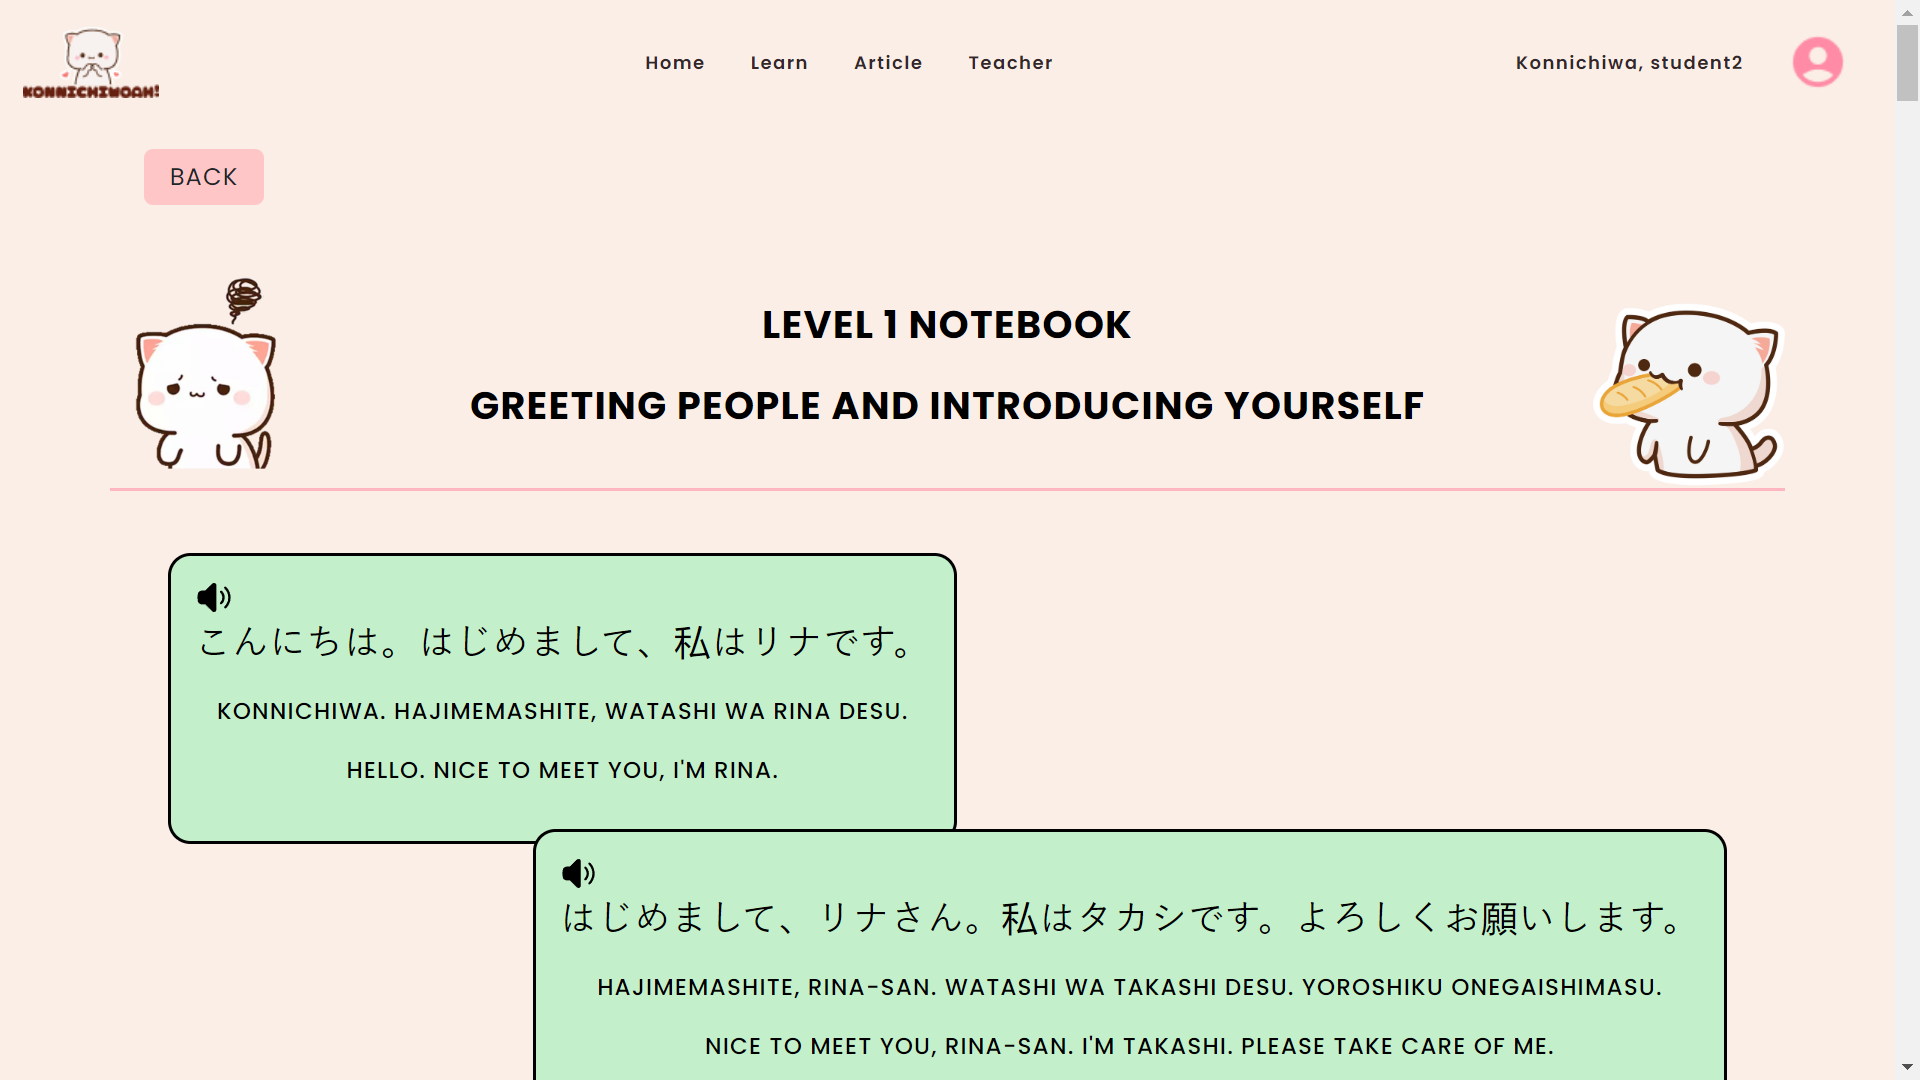 KONNICHIWOAH!
Home Learn Article Teacher
Konnichiwa, student2
BACK
LEVEL 1 NOTEBOOK
GREETING PEOPLE AND INTRODUCING YOURSELF
こんにちは。はじめまして、私はリナです。
KONNICHIWA. HAJIMEMASHITE, WATASHI WA RINA DESU.
HELLO. NICE TO MEET YOU, I'M RINA.
はじめまして、リナさん。私はタカシです。よろしくお願いします。
HAJIMEMASHITE, RINA-SAN. WATASHI WA TAKASHI DESU. YOROSHIKU ONEGAISHIMASU.
NICE TO MEET YOU, RINA-SAN. I'M TAKASHI. PLEASE TAKE CARE OF ME.